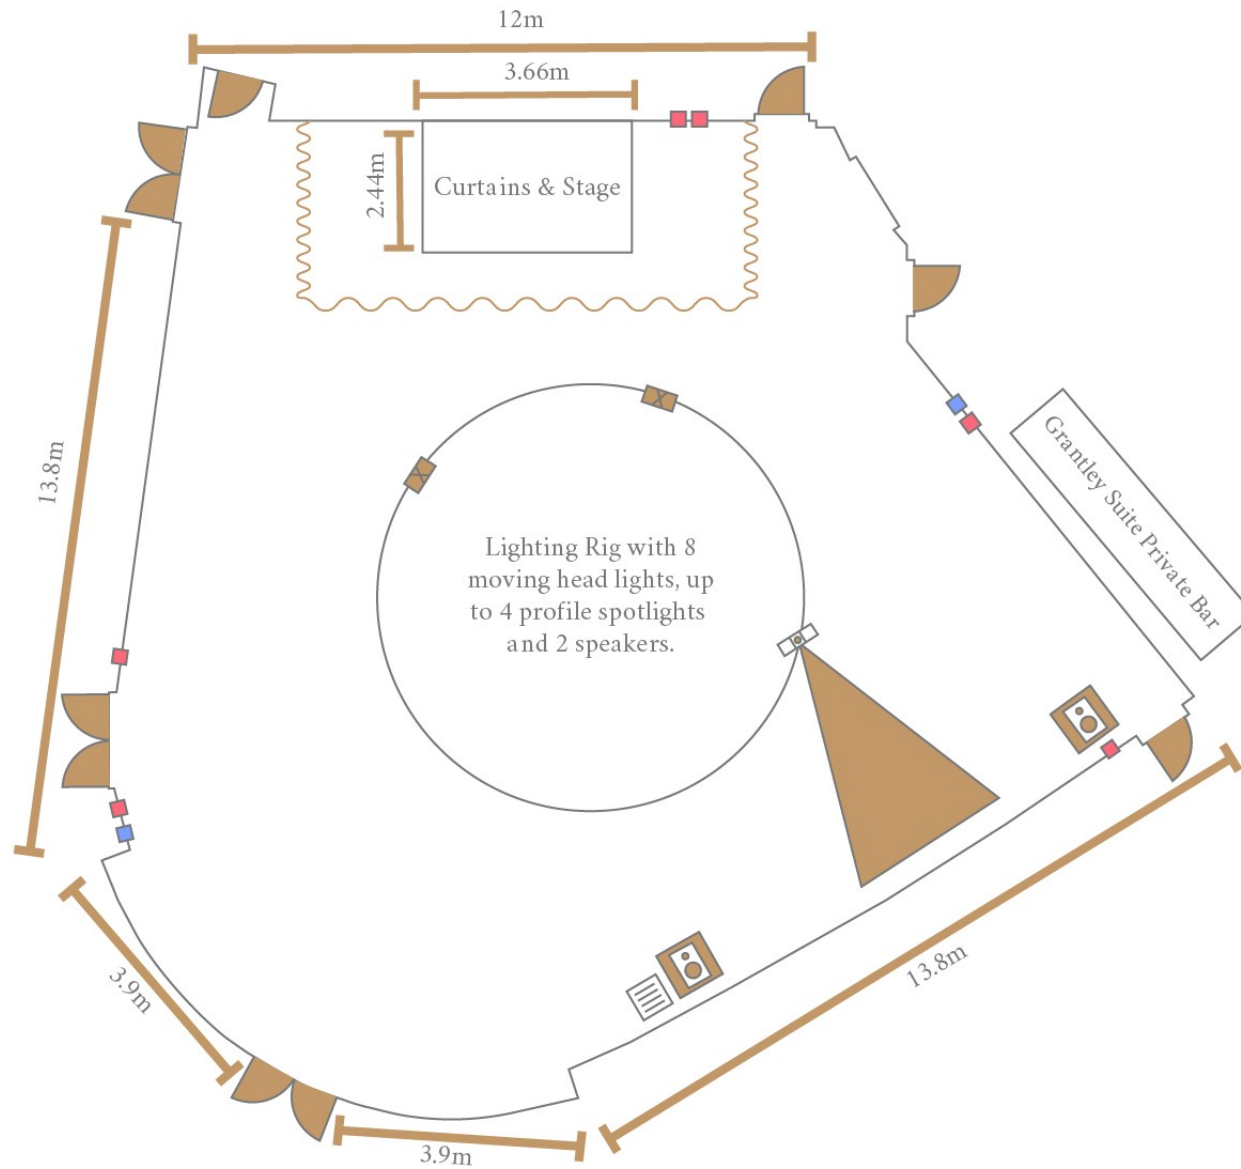 12m
3.66m
2.44m
Curtains & Stage
13.8m
Grantley Suite Private Bar
Lighting Rig with 8
moving head lights, up
to 4 profile spotlights
and 2 speakers.
3.9m
13.8m
3.9m